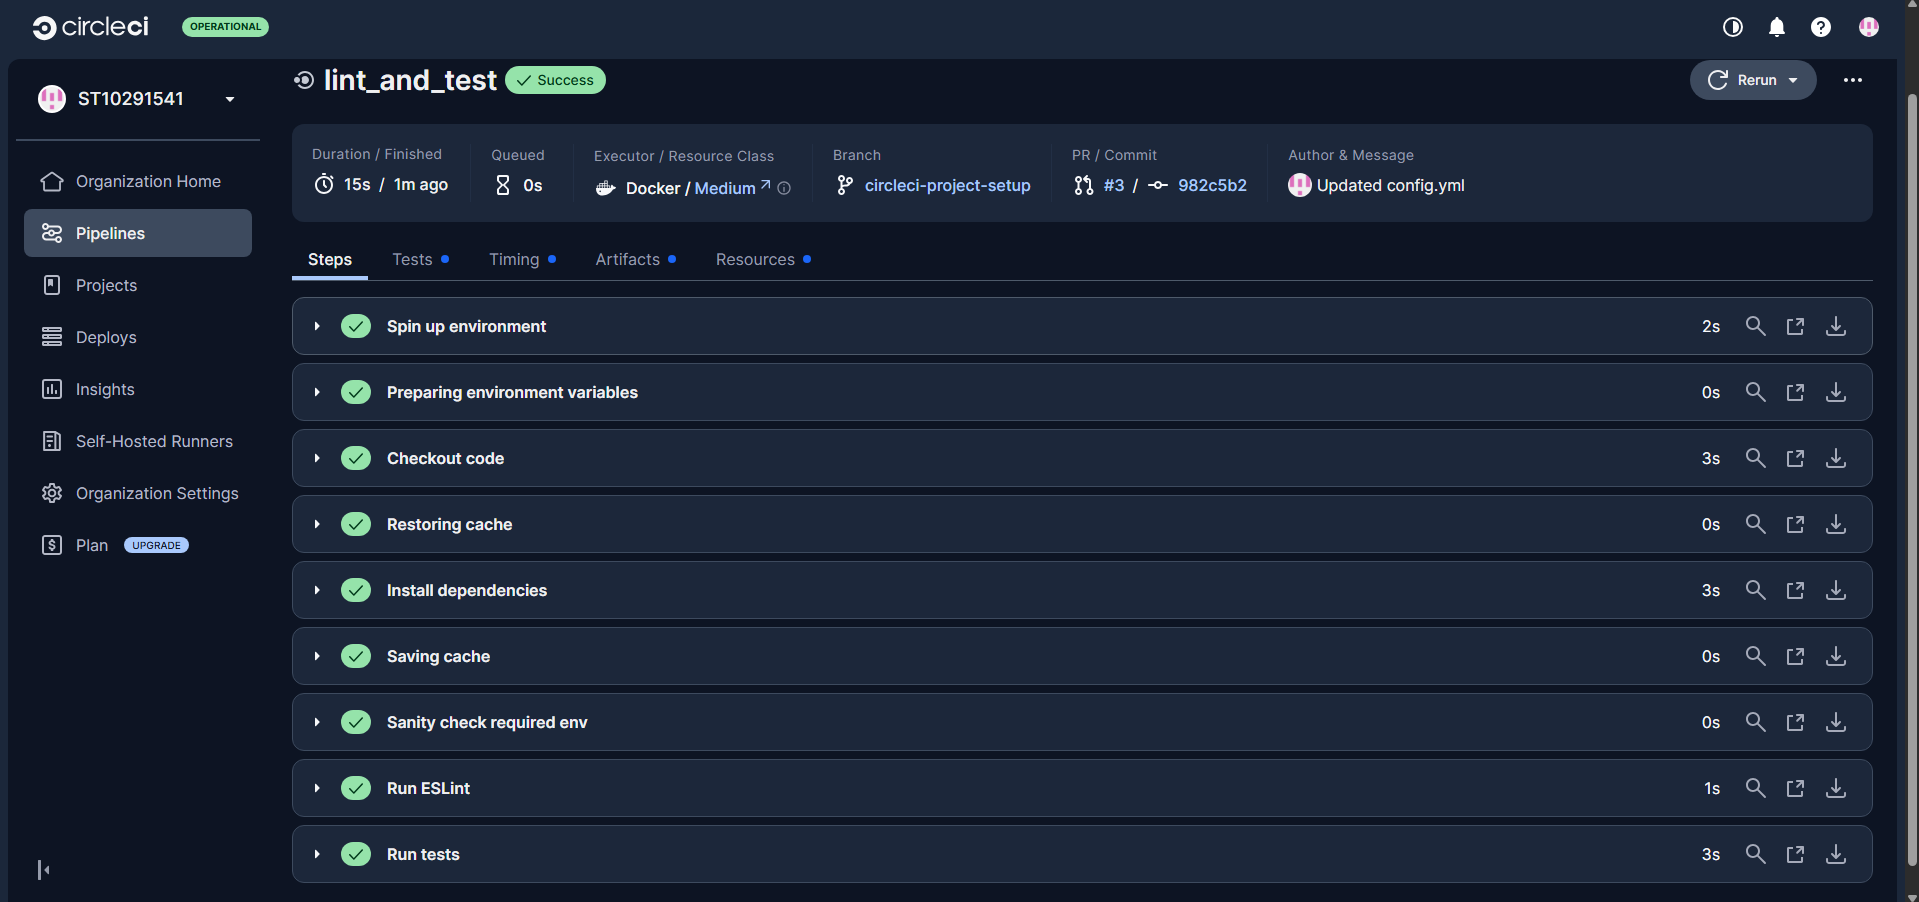 circleci
OPERATIONAL
ST10291541
Organization Home
Pipelines
Projects
Deploys
Insights
Self-Hosted Runners
Organization Settings
Plan UPGRADE
lint_and_test Success
Rerun
Duration / Finished
15s / 1m ago
Queued
0s
Executor / Resource Class
Docker / Medium
Branch
circleci-project-setup
PR / Commit
#3 / 982c5b2
Author & Message
Updated config.yml
Steps Tests Timing Artifacts Resources
Spin up environment 2s
Preparing environment variables 0s
Checkout code 3s
Restoring cache 0s
Install dependencies 3s
Saving cache 0s
Sanity check required env 0s
Run ESLint 1s
Run tests 3s